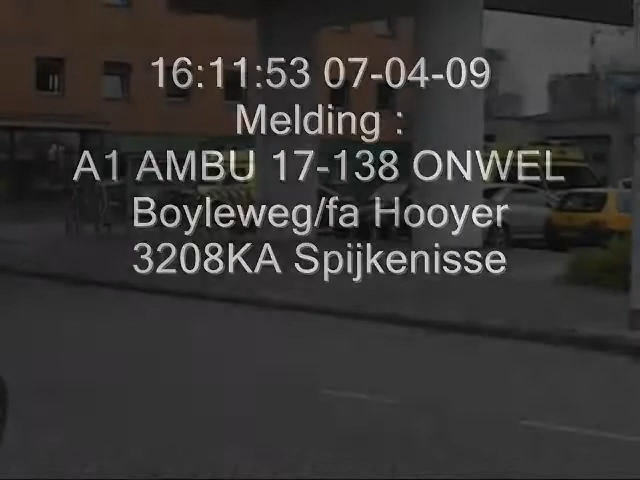 16:11:53 07-04-09
Melding :
A1 AMBU 17-138 ONWEL
Boyleweg/fa Hooyer
3208KA Spijkenisse